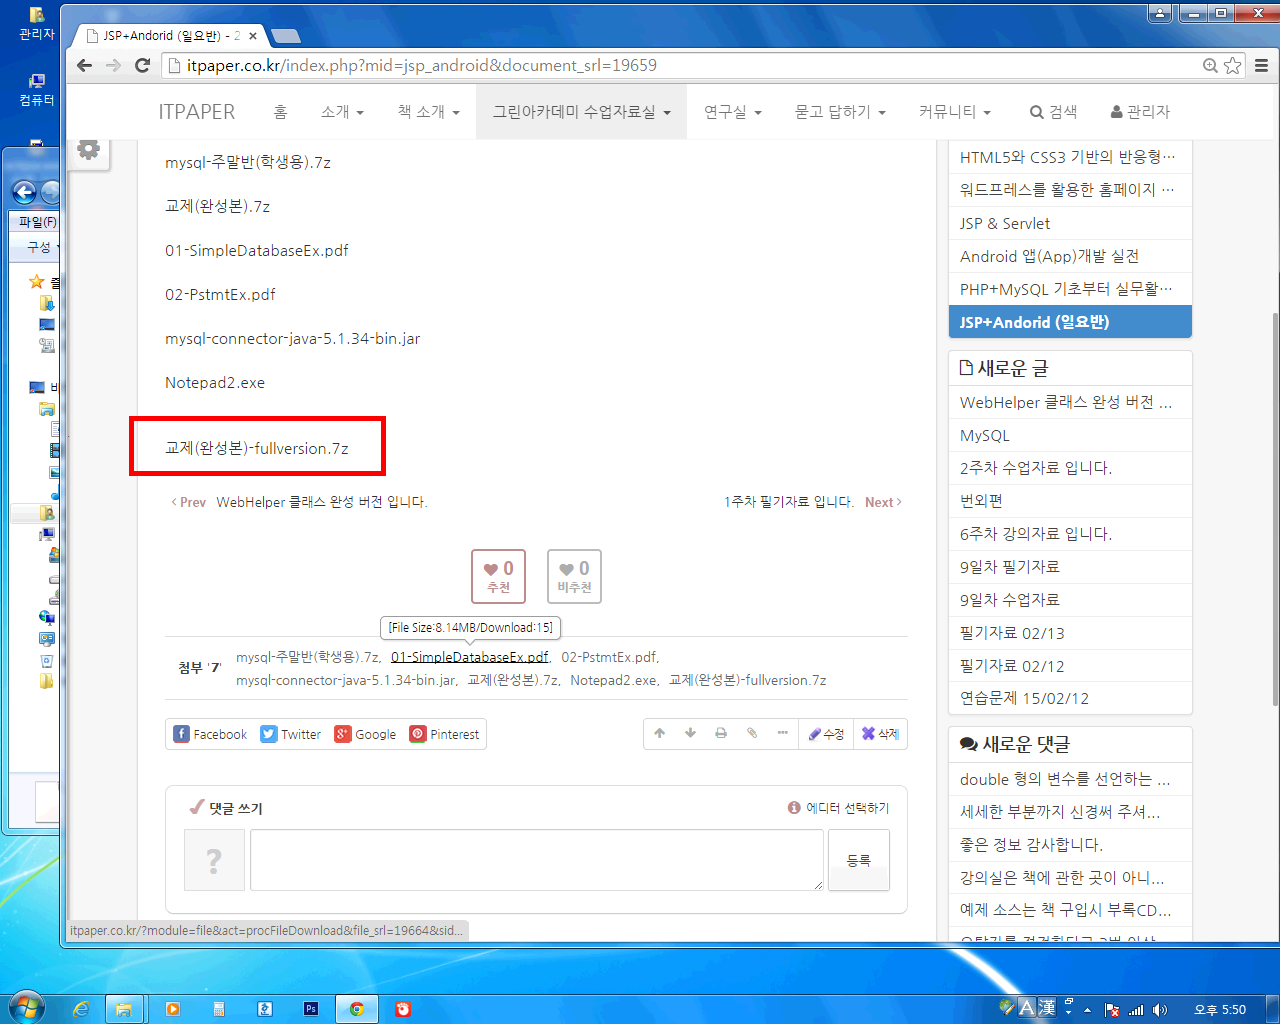 관리자
JSP+Andorid (일요반) - 2
컴퓨터
itpaper.co.kr/index.php?mid=jsp_android&document_srl=19659
ITPAPER 홈 소개 책 소개 그린아카데미 수업자료실 연구실 묻고 답하기 커뮤니티 검색 관리자
파일(F)
구성
mysql-주말반(학생용).7z
교제(완성본).7z
01-SimpleDatabaseEx.pdf
02-PstmtEx.pdf
mysql-connector-java-5.1.34-bin.jar
Notepad2.exe
교제(완성본)-fullversion.7z
Prev WebHelper 클래스 완성 버전 입니다. 1주차 필기자료 입니다. Next
0 추천
0 비추천
[File Size:8.14MB/Download:15]
첨부 '7' mysql-주말반(학생용).7z, 01-SimpleDatabaseEx.pdf, 02-PstmtEx.pdf,
mysql-connector-java-5.1.34-bin.jar, 교제(완성본).7z, Notepad2.exe, 교제(완성본)-fullversion.7z
Facebook Twitter Google Pinterest 수정 삭제
댓글 쓰기 에디터 선택하기
?
등록
HTML5와 CSS3 기반의 반응형...
워드프레스를 활용한 홈페이지 ...
JSP & Servlet
Android 앱(App)개발 실전
PHP+MySQL 기초부터 실무활...
JSP+Andorid (일요반)
새로운 글
WebHelper 클래스 완성 버전 ...
MySQL
2주차 수업자료 입니다.
번외편
6주차 강의자료 입니다.
9일차 필기자료
9일차 수업자료
필기자료 02/13
필기자료 02/12
연습문제 15/02/12
새로운 댓글
double 형의 변수를 선언하는 ...
세세한 부분까지 신경써 주셔...
좋은 정보 감사합니다.
강의실은 책에 관한 곳이 아니...
예제 소스는 책 구입시 부록CD...
itpaper.co.kr/?module=file&act=procFileDownload&file_srl=19664&sid...
Ps
A 漢
오후 5:50